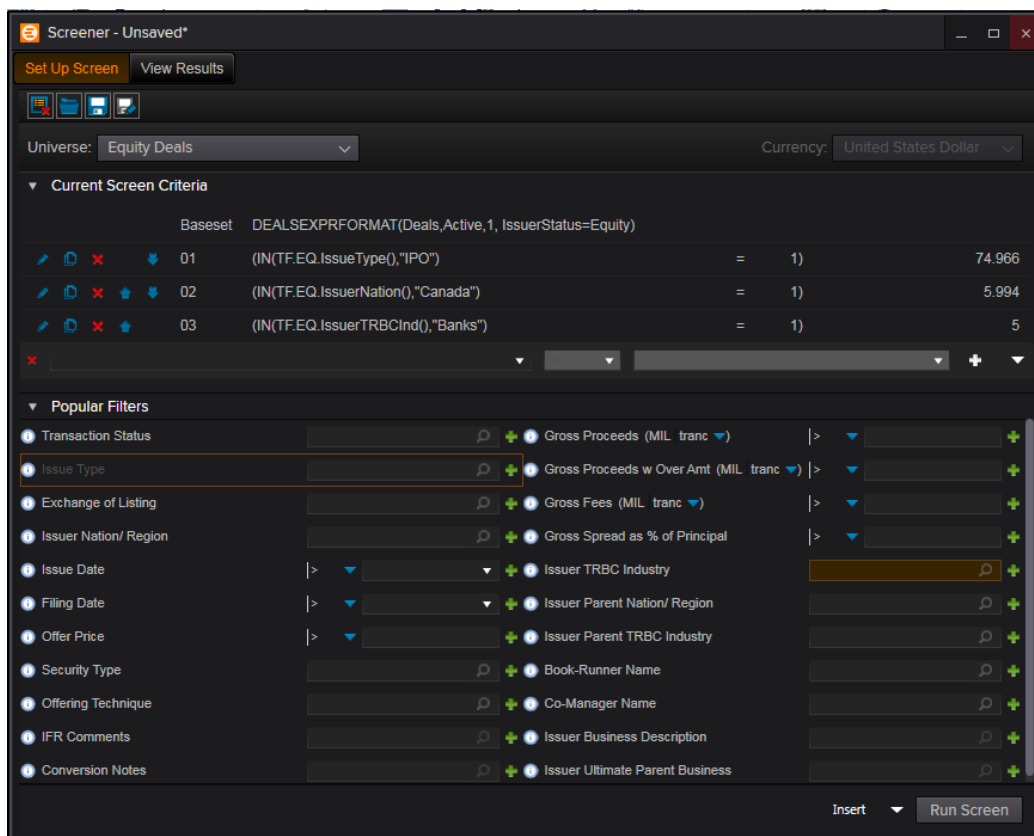 Screener - Unsaved*
Set Up Screen View Results
Universe: Equity Deals Currency: United States Dollar
Current Screen Criteria
Baseset DEALSEXPRFORMAT(Deals,Active,1, IssuerStatus=Equity)
01 (IN(TF.EQ.IssueType(),"IPO") = 1) 74.966
02 (IN(TF.EQ.IssuerNation(),"Canada") = 1) 5.994
03 (IN(TF.EQ.IssuerTRBCInd(),"Banks") = 1) 5
>
Popular Filters
Transaction Status Gross Proceeds (MIL tranc ) |>
Issue Type Gross Proceeds w Over Amt (MIL tranc ) |>
Exchange of Listing Gross Fees (MIL tranc ) |>
Issuer Nation/ Region Gross Spread as % of Principal |>
Issue Date |> Issuer TRBC Industry
Filing Date |> Issuer Parent Nation/ Region
Offer Price |> Issuer Parent TRBC Industry
Security Type Book-Runner Name
Offering Technique Co-Manager Name
IFR Comments Issuer Business Description
Conversion Notes Issuer Ultimate Parent Business
Insert Run Screen